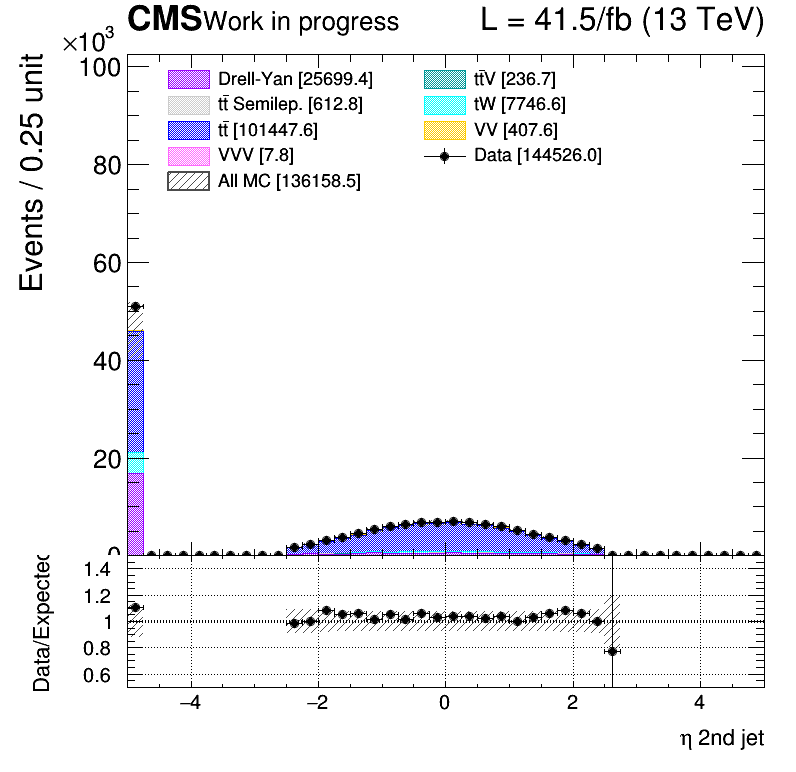 CMS Work in progress L = 41.5/fb (13 TeV)
×10³
Events / 0.25 unit
100
80
60
40
20
0
Drell-Yan [25699.4]
tt̄ Semilep. [612.8]
tt̄ [101447.6]
VVV [7.8]
All MC [136158.5]
tt̄V [236.7]
tW [7746.6]
VV [407.6]
Data [144526.0]
Data/Expected
1.4
1.2
1
0.8
0.6
−4 −2 0 2 4
η 2nd jet